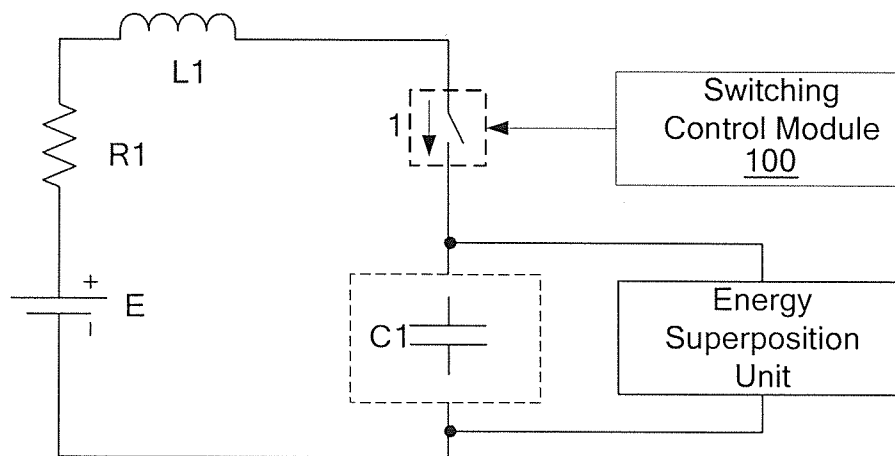 L1
Switching
Control Module
100
1
R1
+
E
-
C1
Energy
Superposition
Unit